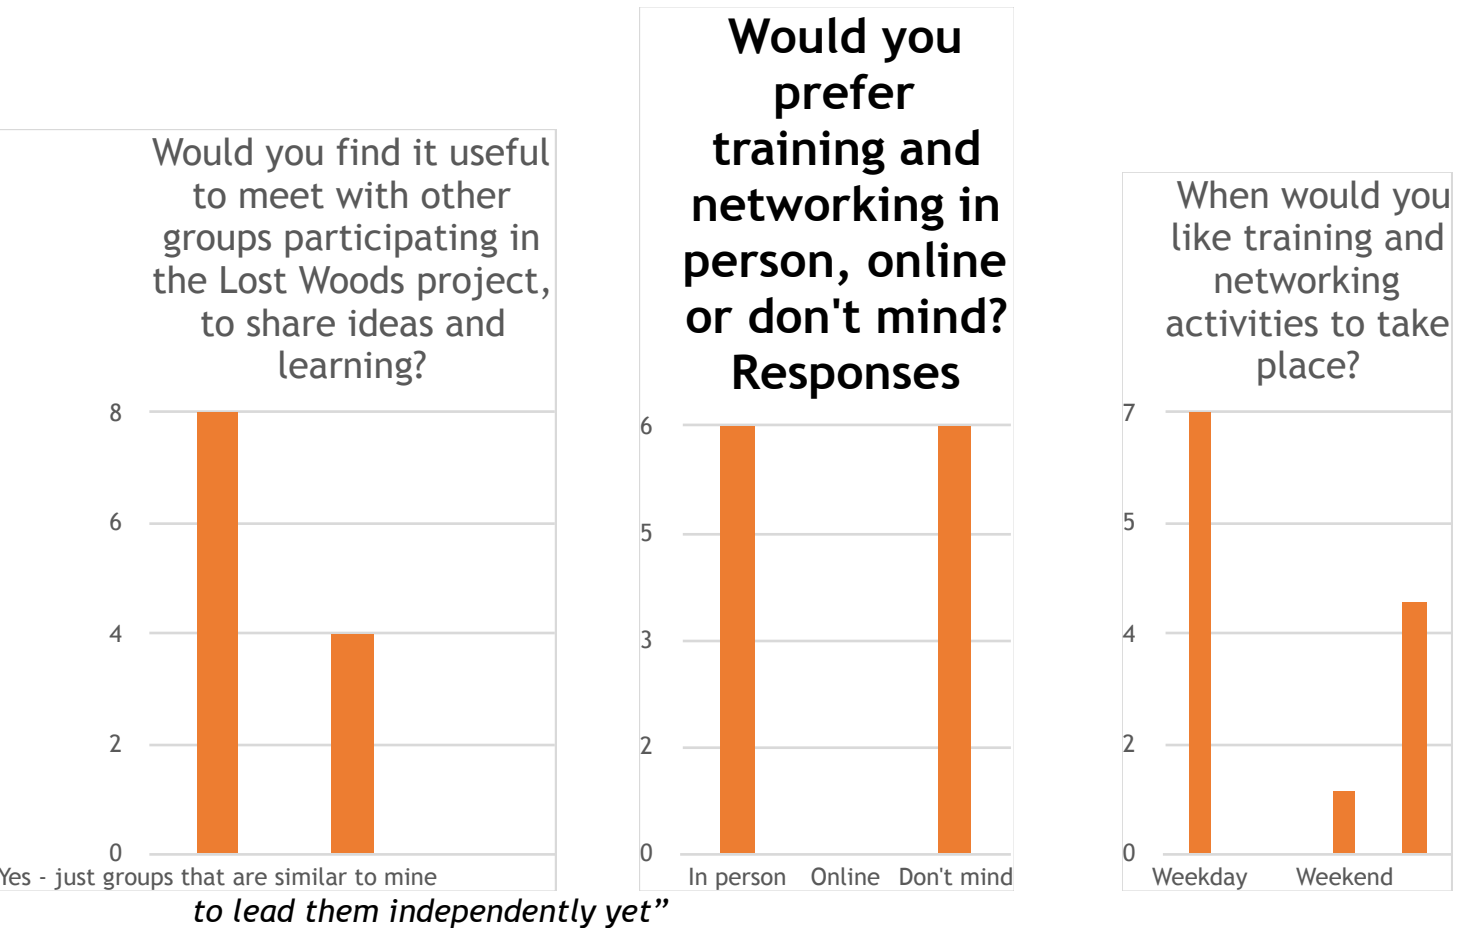 Would you find it useful
to meet with other
groups participating in
the Lost Woods project,
to share ideas and
learning?
8
6
4
2
0
Yes - just groups that are similar to mine
to lead them independently yet”
Would you
prefer
training and
networking in
person, online
or don't mind?
Responses
6
5
3
2
0
In person Online Don't mind
When would you
like training and
networking
activities to take
place?
7
5
4
2
0
Weekday Weekend